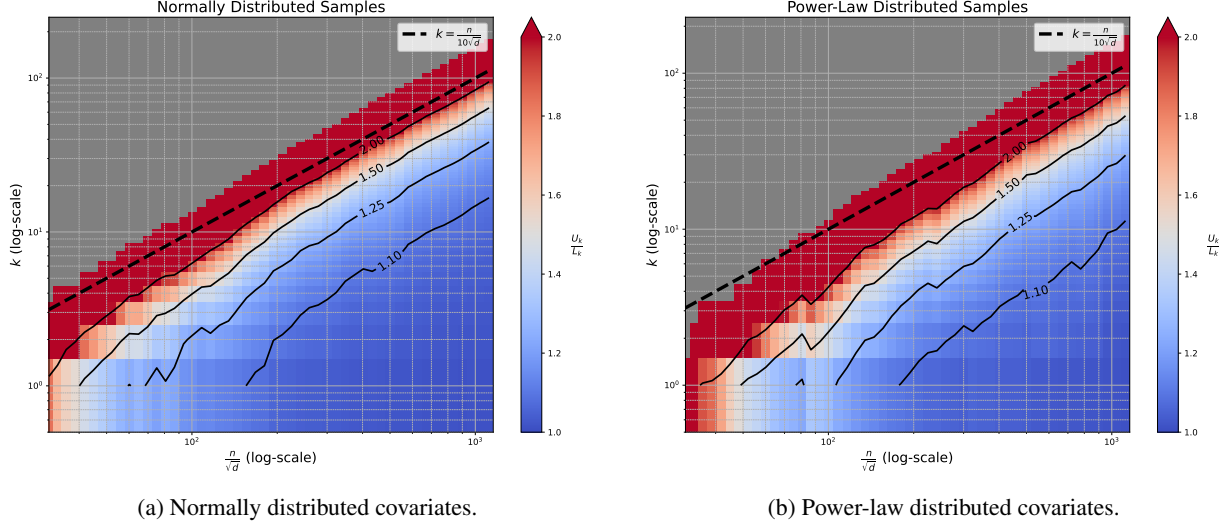 Normally Distributed Samples
k = n/(10√d)
2.00
1.50
1.25
1.10
10²
10¹
10⁰
k (log-scale)
10²
10³
n/√d (log-scale)
2.0
1.8
1.6
1.4
1.2
1.0
U_k/L_k
(a) Normally distributed covariates.
Power-Law Distributed Samples
k = n/(10√d)
2.00
1.50
1.25
1.10
10²
10¹
10⁰
k (log-scale)
10²
10³
n/√d (log-scale)
2.0
1.8
1.6
1.4
1.2
1.0
U_k/L_k
(b) Power-law distributed covariates.